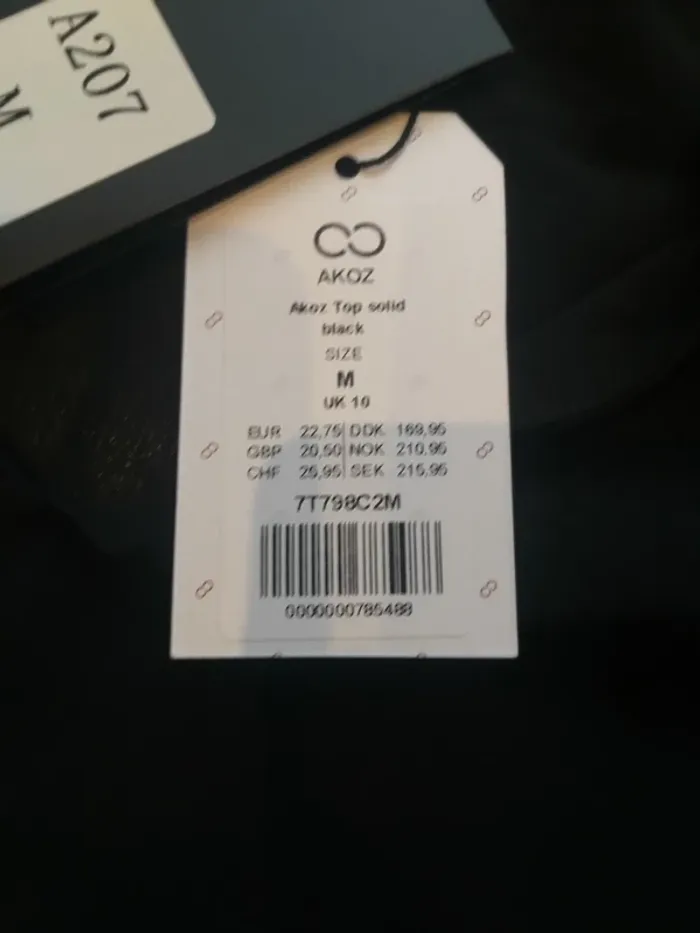 A207
M
AKOZ
Akoz Top solid
black
SIZE
M
UK 10
EUR 22,75 DDK 169,95
GBP 20,50 NOK 210,95
CHF 25,95 SEK 215,95
7T798C2M
0000000785488